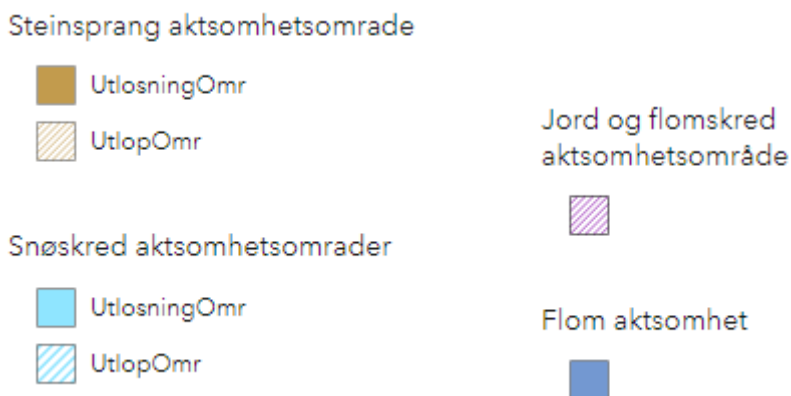 Steinsprang aktsomhetsomrade
UtlosningOmr
UtlopOmr
Snøskred aktsomhetsomrader
UtlosningOmr
UtlopOmr
Jord og flomskred
aktsomhetsområde
Flom aktsomhet